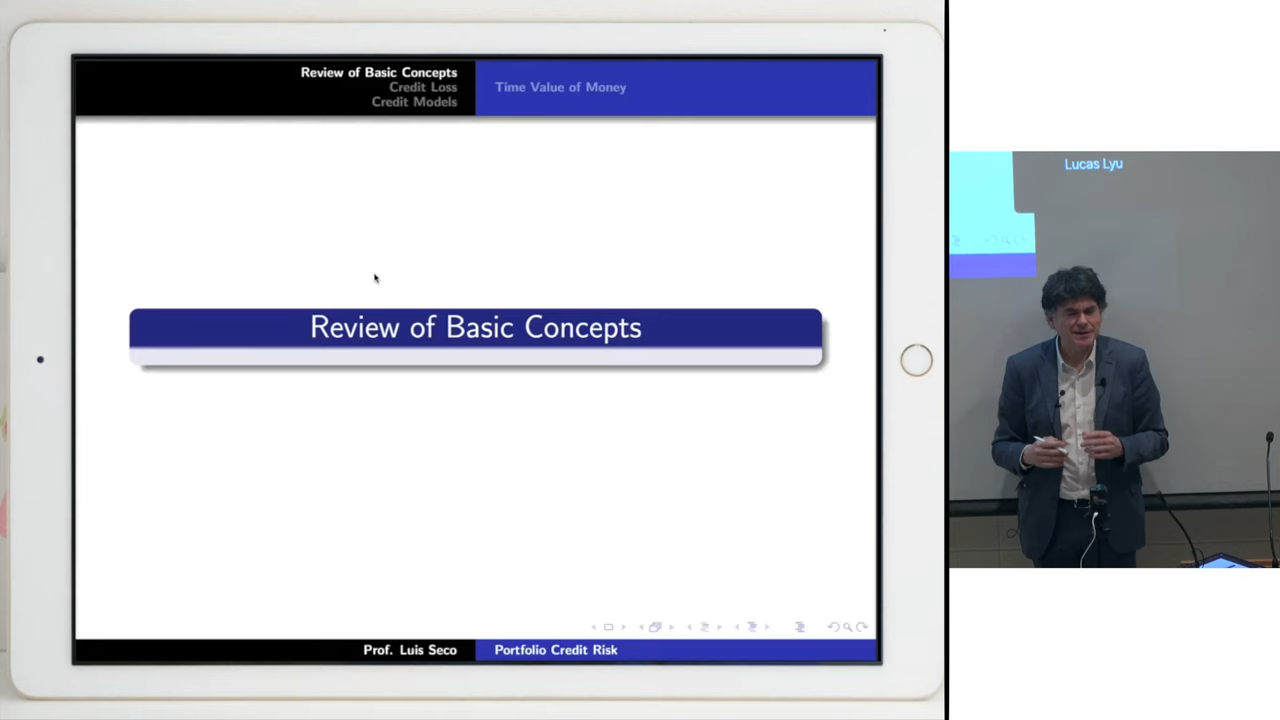 Review of Basic Concepts
Credit Loss
Credit Models
Time Value of Money
Review of Basic Concepts
Prof. Luis Seco
Portfolio Credit Risk
Lucas Lyu